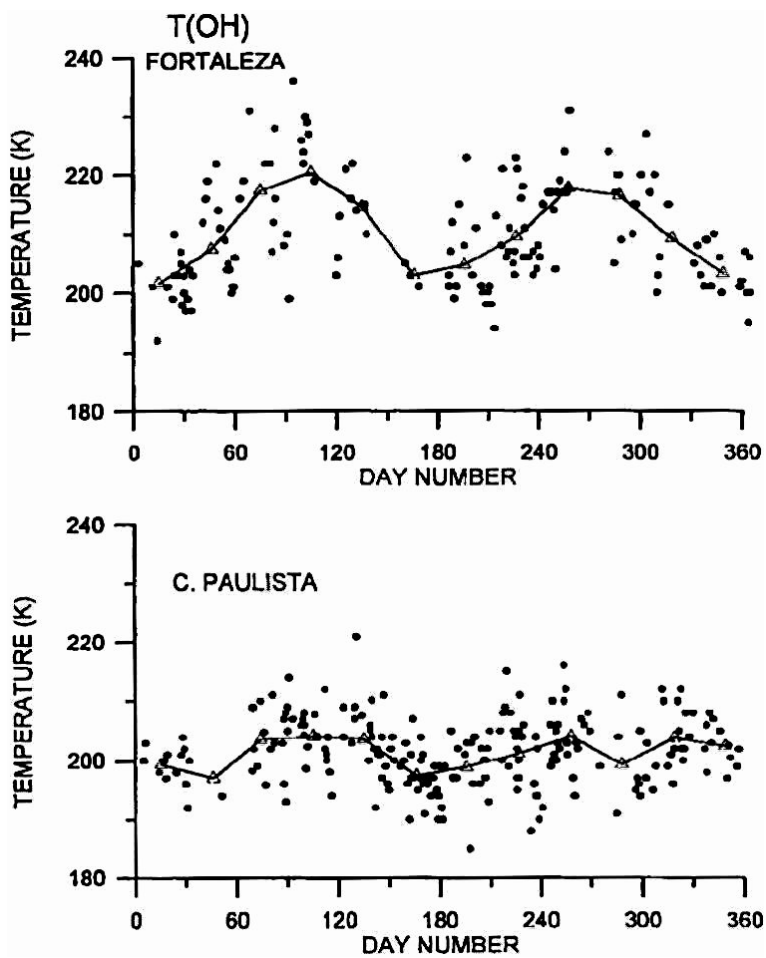 T(OH)
FORTALEZA
TEMPERATURE (K)
240
220
200
180
0 60 120 180 240 300 360
DAY NUMBER
C. PAULISTA
TEMPERATURE (K)
240
220
200
180
0 60 120 180 240 300 360
DAY NUMBER